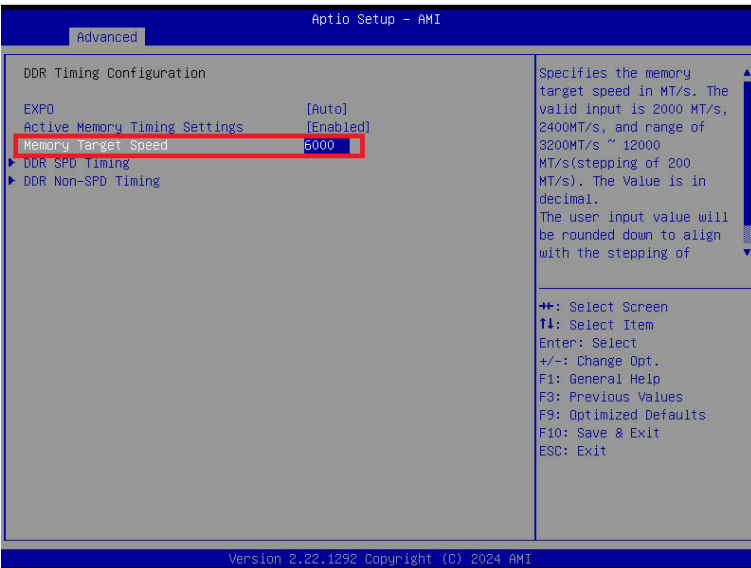 Aptio Setup - AMI
Advanced
DDR Timing Configuration
EXPO [Auto]
Active Memory Timing Settings [Enabled]
Memory Target Speed 6000
DDR SPD Timing
DDR Non-SPD Timing
Specifies the memory
target speed in MT/s. The
valid input is 2000 MT/s,
2400MT/s, and range of
3200MT/s ~ 12000
MT/s(stepping of 200
MT/s). The Value is in
decimal.
The user input value will
be rounded down to align
with the stepping of
→←: Select Screen
↑↓: Select Item
Enter: Select
+/-: Change Opt.
F1: General Help
F3: Previous Values
F9: Optimized Defaults
F10: Save & Exit
ESC: Exit
Version 2.22.1292 Copyright (C) 2024 AMI